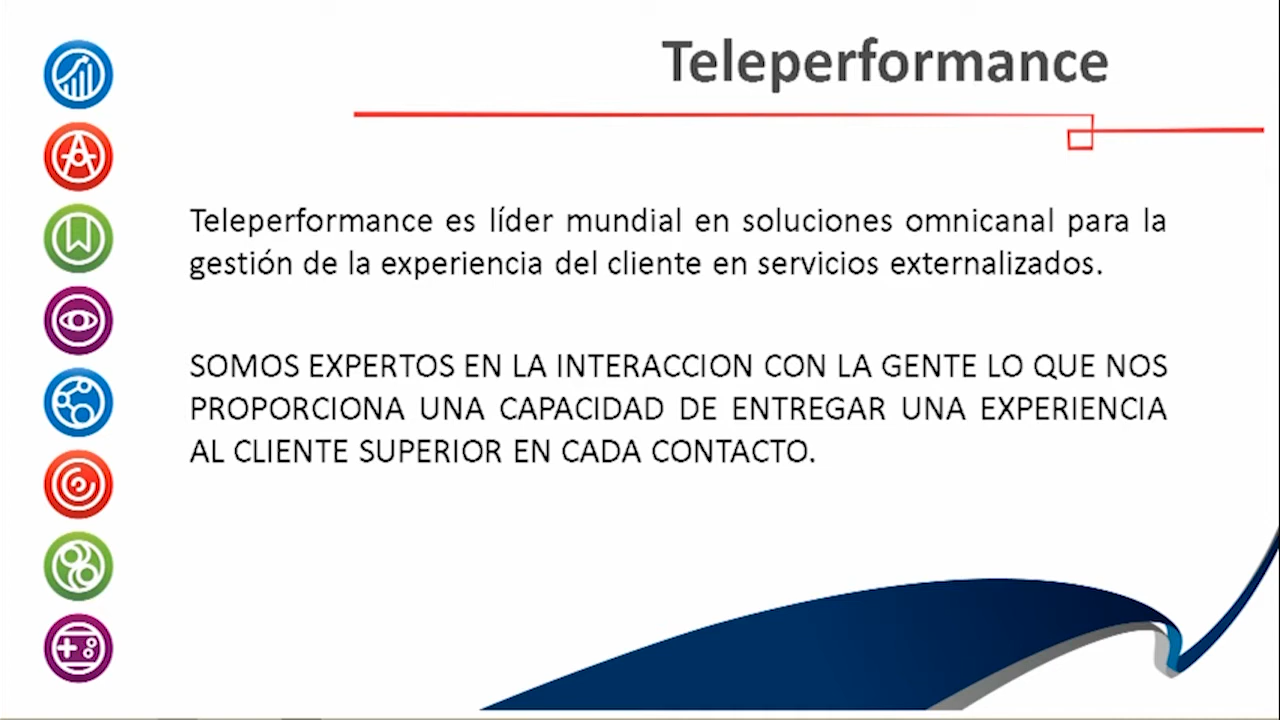 Teleperformance
Teleperformance es líder mundial en soluciones omnicanal para la
gestión de la experiencia del cliente en servicios externalizados.
SOMOS EXPERTOS EN LA INTERACCION CON LA GENTE LO QUE NOS
PROPORCIONA UNA CAPACIDAD DE ENTREGAR UNA EXPERIENCIA
AL CLIENTE SUPERIOR EN CADA CONTACTO.